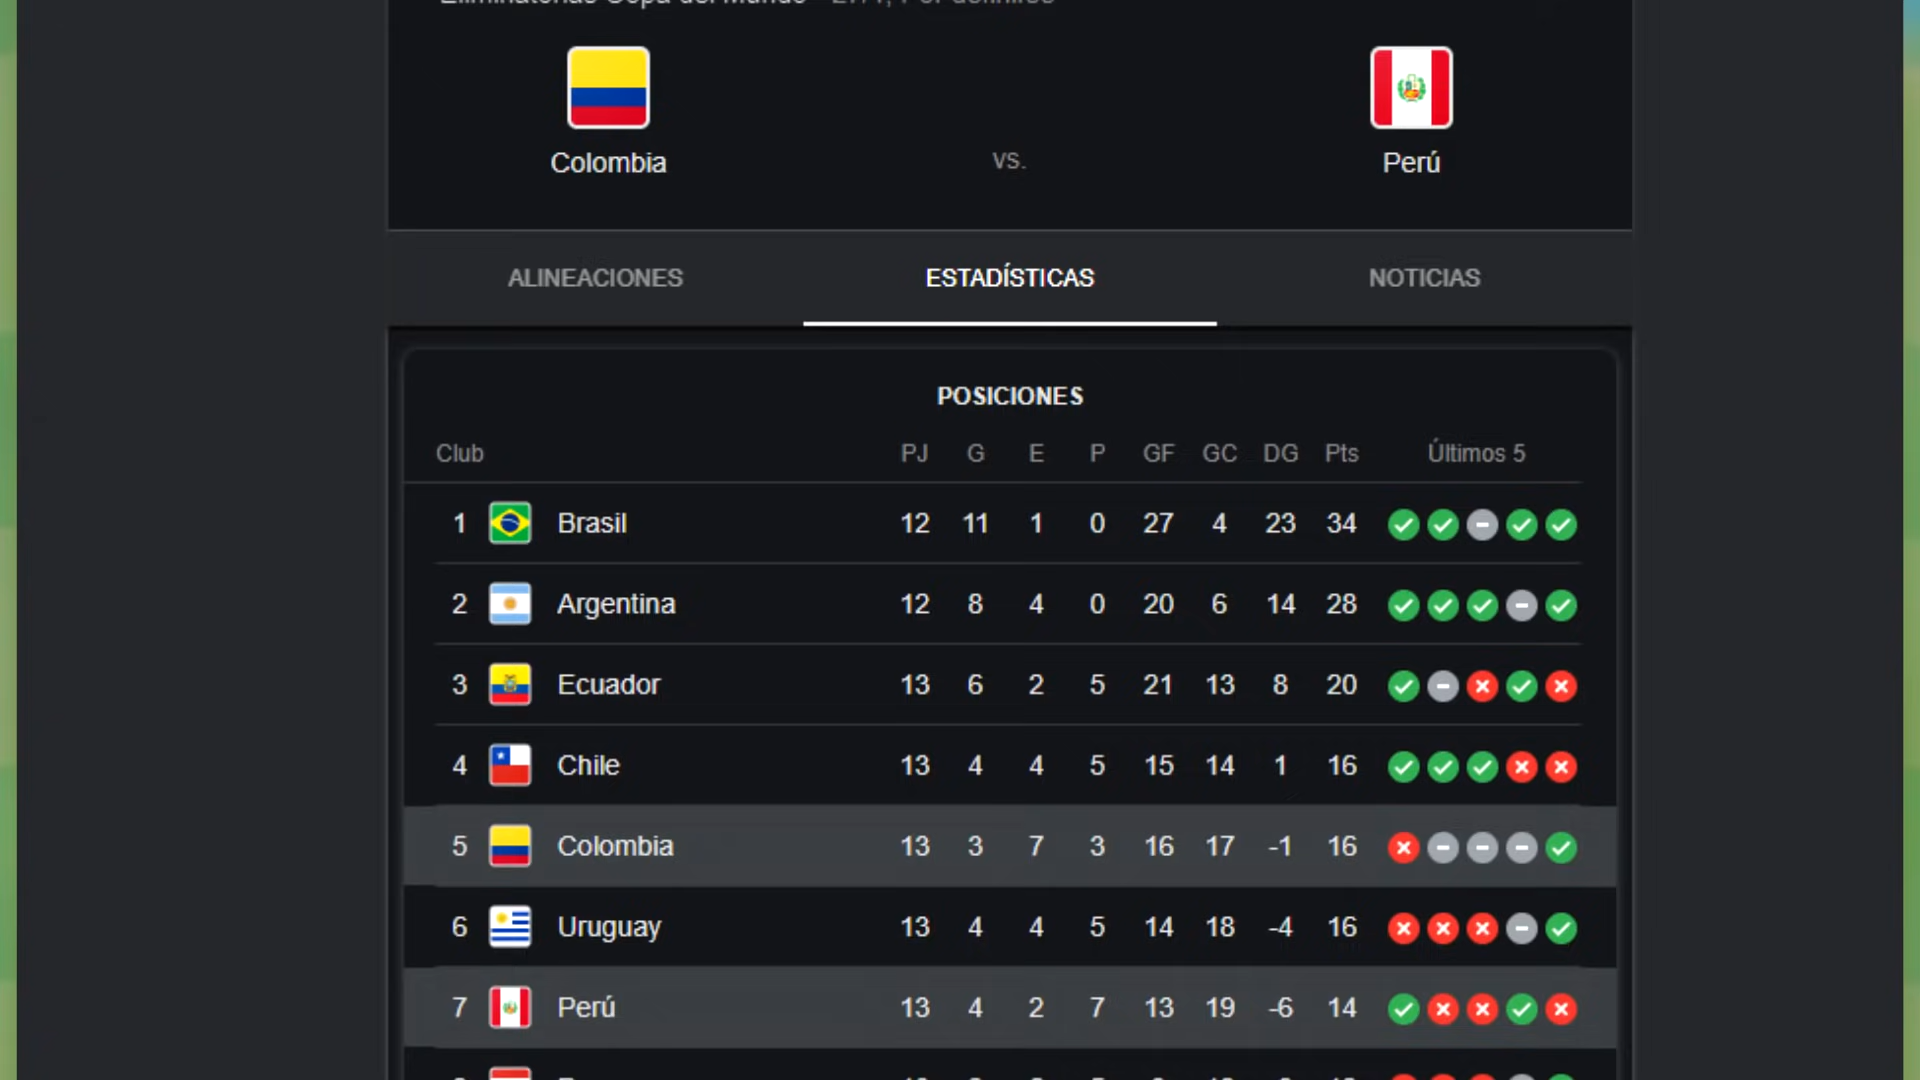 Eliminatorias Copa del Mundo
Colombia
vs.
Perú
ALINEACIONES ESTADÍSTICAS NOTICIAS
POSICIONES
Club PJ G E P GF GC DG Pts Últimos 5
1 Brasil 12 11 1 0 27 4 23 34
2 Argentina 12 8 4 0 20 6 14 28
3 Ecuador 13 6 2 5 21 13 8 20
4 Chile 13 4 4 5 15 14 1 16
5 Colombia 13 3 7 3 16 17 -1 16
6 Uruguay 13 4 4 5 14 18 -4 16
7 Perú 13 4 2 7 13 19 -6 14